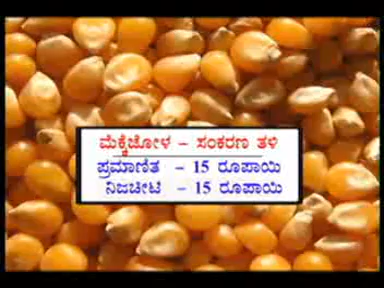 ಮೆಕ್ಕೆಜೋಳ – ಸಂಕರಣ ತಳಿ
ಪ್ರಮಾಣಿತ – 15 ರೂಪಾಯಿ
ನಿಜಚೀಟಿ – 15 ರೂಪಾಯಿ